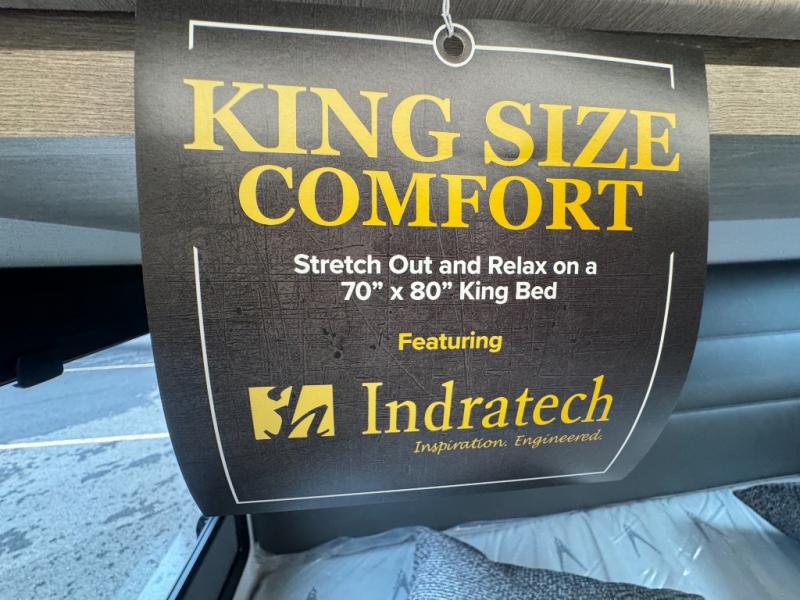 KING SIZE
COMFORT
Stretch Out and Relax on a
70” x 80” King Bed
Featuring
Indratech
Inspiration. Engineered.